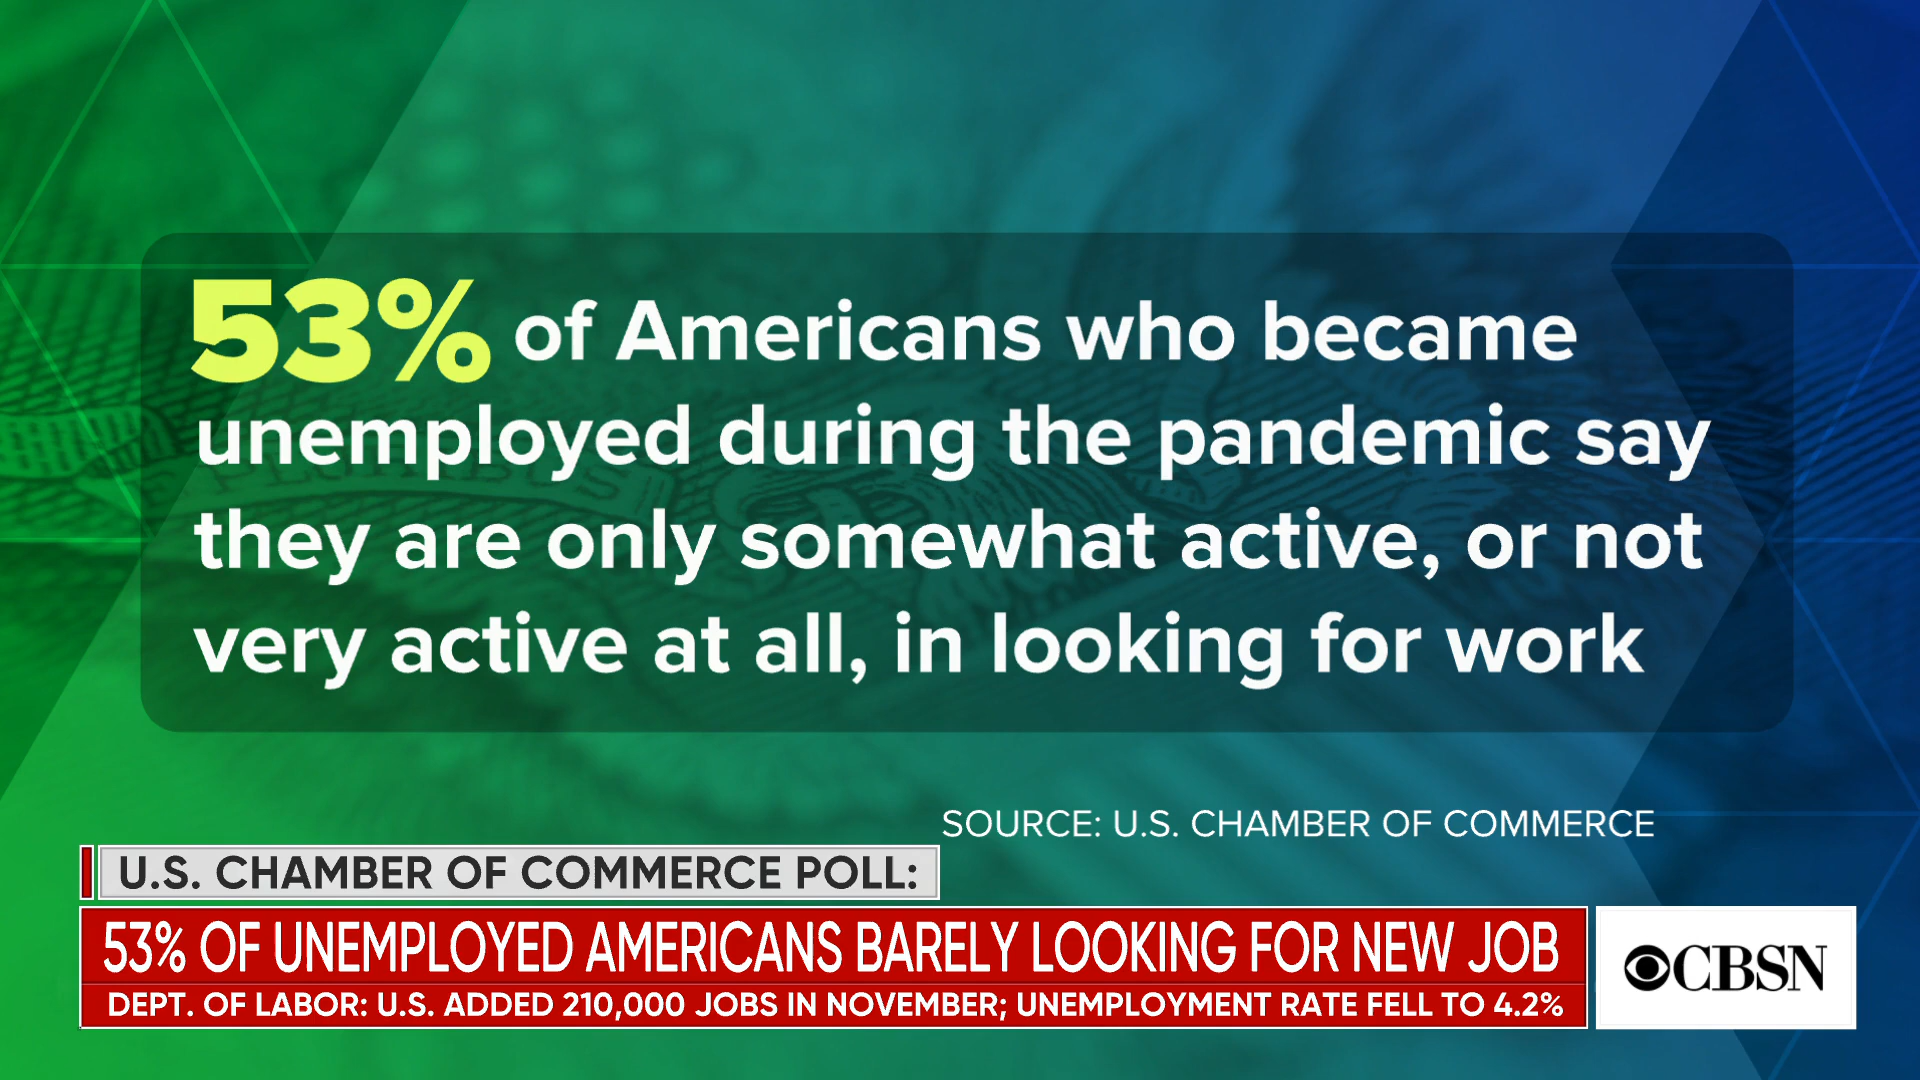 53% of Americans who became
unemployed during the pandemic say
they are only somewhat active, or not
very active at all, in looking for work
SOURCE: U.S. CHAMBER OF COMMERCE
U.S. CHAMBER OF COMMERCE POLL:
53% OF UNEMPLOYED AMERICANS BARELY LOOKING FOR NEW JOB
DEPT. OF LABOR: U.S. ADDED 210,000 JOBS IN NOVEMBER; UNEMPLOYMENT RATE FELL TO 4.2%
CBSN